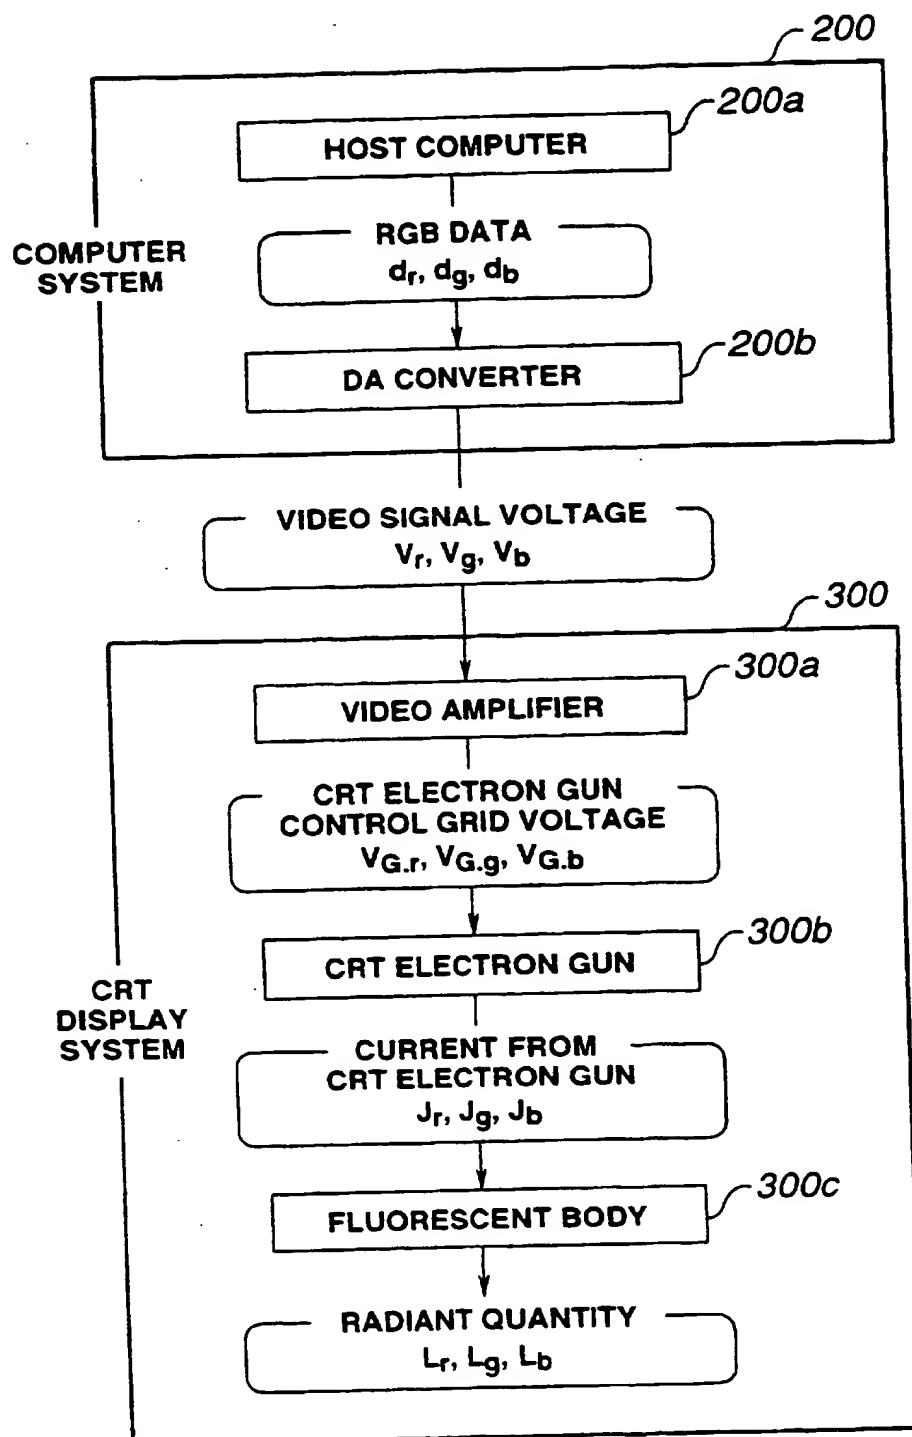 200
200a
HOST COMPUTER
RGB DATA
dr, dg, db
COMPUTER
SYSTEM
200b
DA CONVERTER
VIDEO SIGNAL VOLTAGE
Vr, Vg, Vb
300
300a
VIDEO AMPLIFIER
CRT ELECTRON GUN
CONTROL GRID VOLTAGE
VG.r, VG.g, VG.b
300b
CRT ELECTRON GUN
CRT
DISPLAY
SYSTEM
CURRENT FROM
CRT ELECTRON GUN
Jr, Jg, Jb
300c
FLUORESCENT BODY
RADIANT QUANTITY
Lr, Lg, Lb